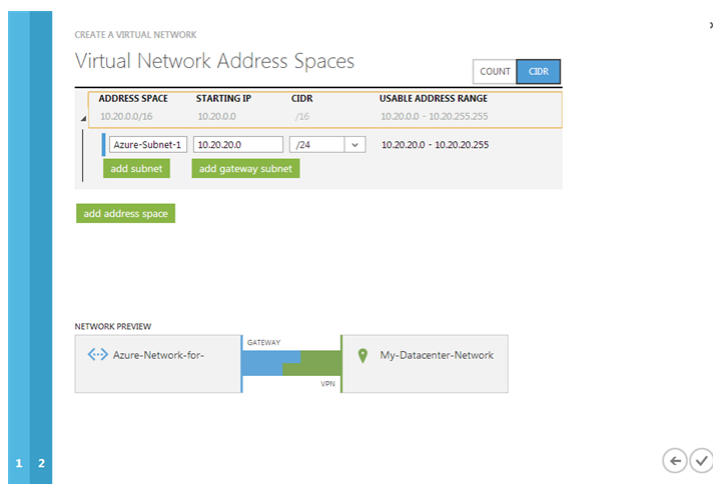 CREATE A VIRTUAL NETWORK
Virtual Network Address Spaces
COUNT CIDR
ADDRESS SPACE STARTING IP CIDR USABLE ADDRESS RANGE
10.20.0.0/16 10.20.0.0 /16 10.20.0.0 - 10.20.255.255
Azure-Subnet-1 10.20.20.0 /24 10.20.20.0 - 10.20.20.255
add subnet add gateway subnet
add address space
NETWORK PREVIEW
GATEWAY
Azure-Network-for- My-Datacenter-Network
VPN
1 2